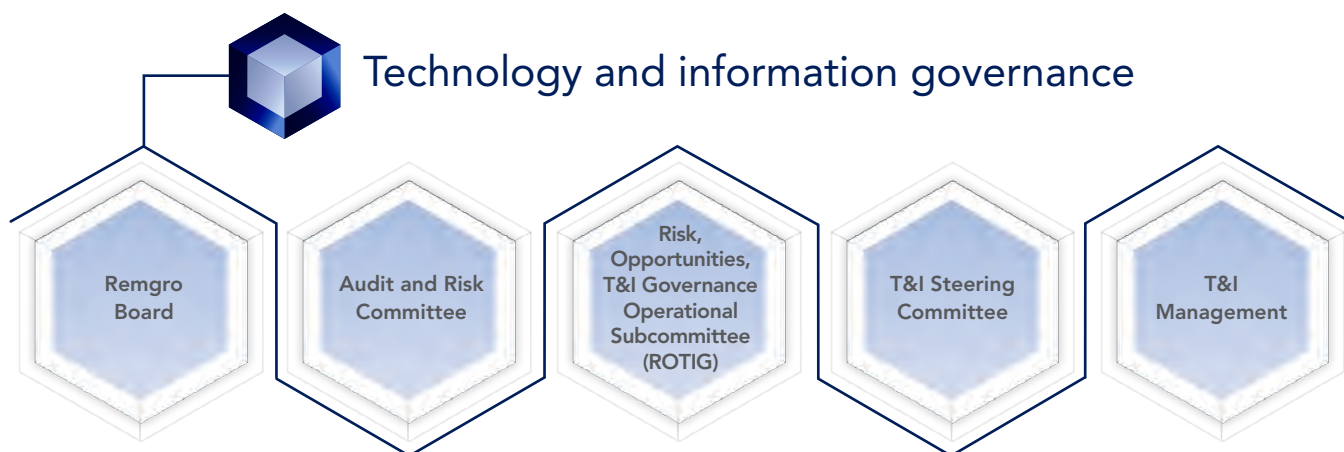 Technology and information governance
Remgro
Board
Audit and Risk
Committee
Risk,
Opportunities,
T&I Governance
Operational
Subcommittee
(ROTIG)
T&I Steering
Committee
T&I
Management